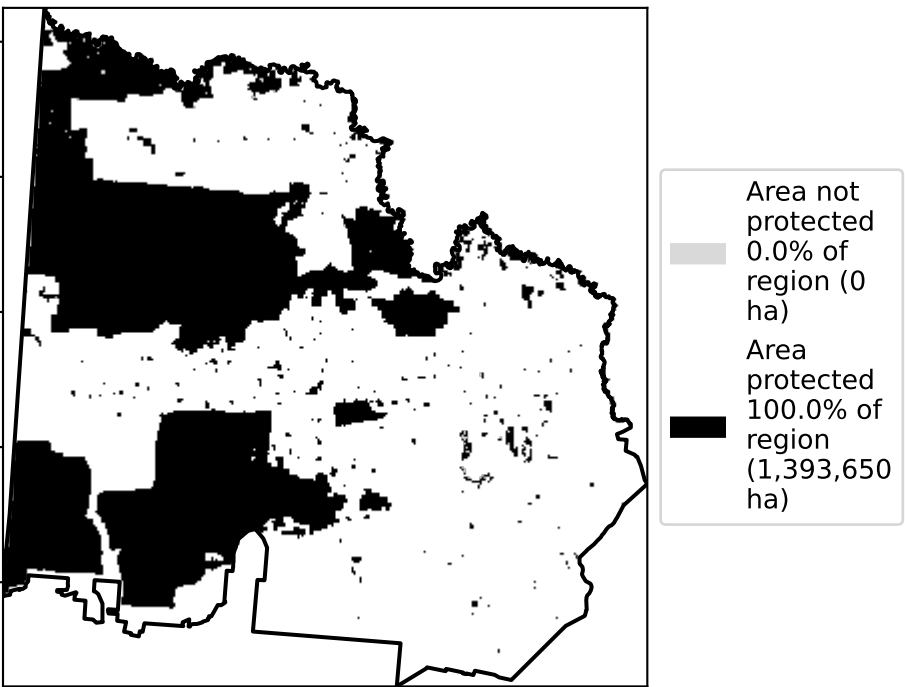 Area not
protected
0.0% of
region (0
ha)
Area
protected
100.0% of
region
(1,393,650
ha)